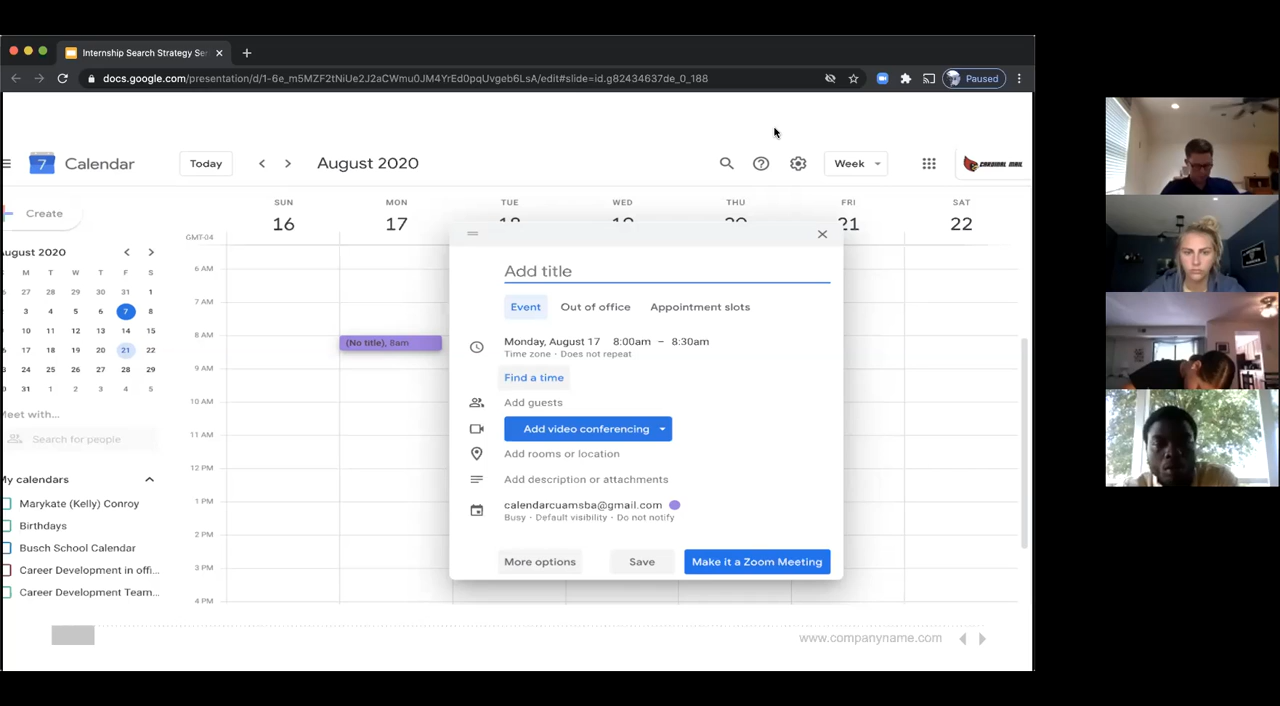 Internship Search Strategy Se
docs.google.com/presentation/d/1-6e_m5MZF2tNiUe2J2aCWmu0JM4YrEd0pqUvgeb6LsA/edit#slide=id.g82434637de_0_188
Paused
7 Calendar Today August 2020 Week CARDINAL MAIL
Create
SUN MON TUE WED THU FRI SAT
16 17 18 19 20 21 22
GMT-04
August 2020
M T W T F S
27 28 29 30 31 1
3 4 5 6 7 8
10 11 12 13 14 15
17 18 19 20 21 22
24 25 26 27 28 29
31 1 2 3 4 5
Meet with...
Search for people
My calendars
Marykate (Kelly) Conroy
Birthdays
Busch School Calendar
Career Development in offi...
Career Development Team...
6 AM
7 AM
8 AM
9 AM
10 AM
11 AM
12 PM
1 PM
2 PM
3 PM
4 PM
(No title), 8am
Add title
Event Out of office Appointment slots
Monday, August 17 8:00am – 8:30am
Time zone · Does not repeat
Find a time
Add guests
Add video conferencing
Add rooms or location
Add description or attachments
calendarcuamsba@gmail.com
Busy · Default visibility · Do not notify
More options Save Make it a Zoom Meeting
www.companyname.com